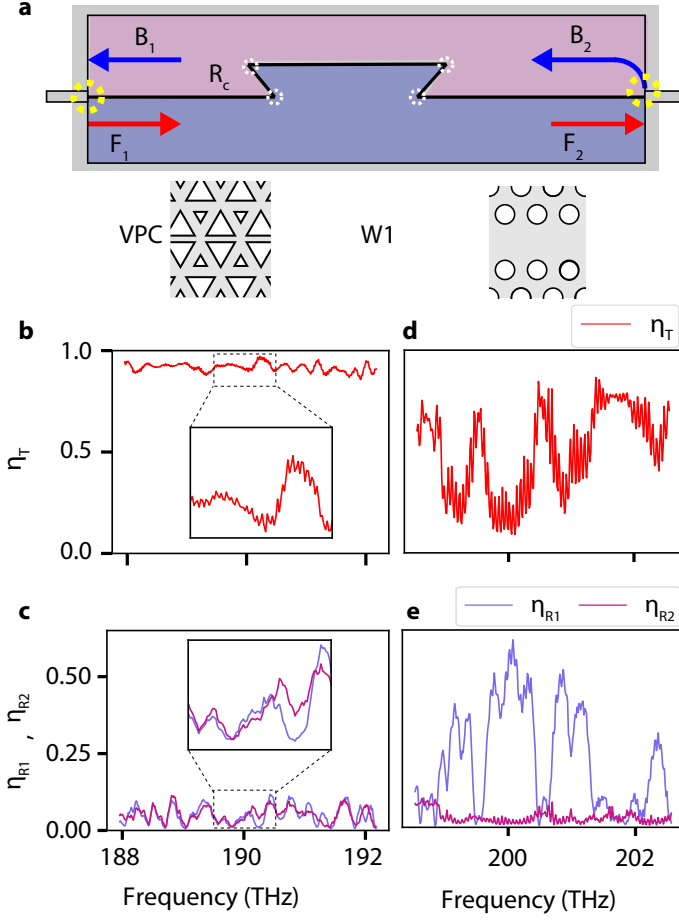 a
B1
B2
Rc
F1
F2
VPC
W1
b
d
ηT
1.0
0.5
0.0
ηT
c
e
ηR1
ηR2
0.50
0.25
0.00
ηR1 , ηR2
188
190
192
200
202
Frequency (THz)
Frequency (THz)